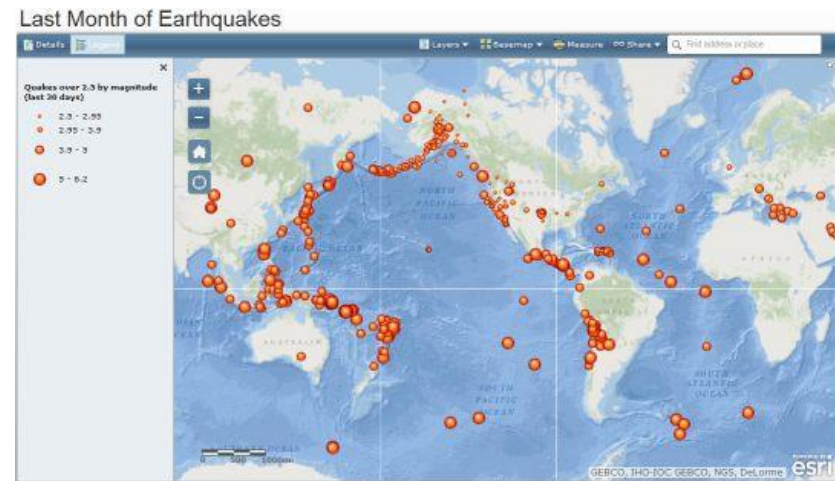 Last Month of Earthquakes
Details Legend Layers Basemap Measure Share Find address or place
Quakes over 2.5 by magnitude
(last 30 days)
2.5 - 2.95
2.95 - 3.9
3.9 - 5
5 - 6.2
NORTH
PACIFIC
OCEAN
NORTH
ATLANTIC
OCEAN
AFRICA
AUSTRALIA
SOUTH
PACIFIC
OCEAN
SOUTH
ATLANTIC
OCEAN
0 500 1000mi
GEBCO, IHO-IOC GEBCO, NGS, DeLorme
esri